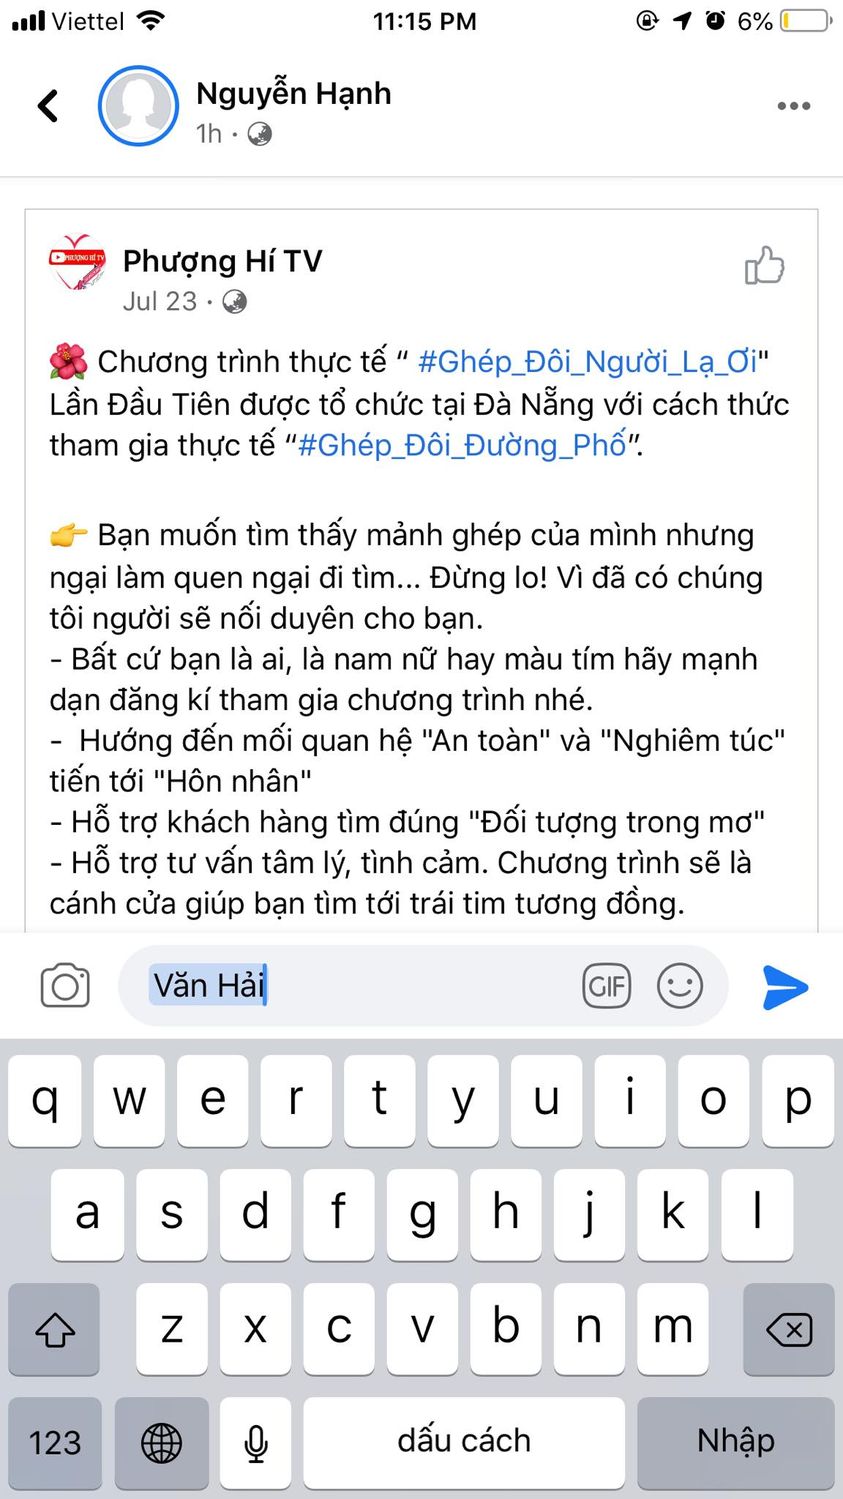 Viettel 11:15 PM 6%
Nguyễn Hạnh
1h ·
PHƯỢNG HÍ TV
Phượng Hí TV
Jul 23 ·
🌺 Chương trình thực tế “ #Ghép_Đôi_Người_Lạ_Ơi"
Lần Đầu Tiên được tổ chức tại Đà Nẵng với cách thức
tham gia thực tế “#Ghép_Đôi_Đường_Phố”.
👉 Bạn muốn tìm thấy mảnh ghép của mình nhưng
ngại làm quen ngại đi tìm... Đừng lo! Vì đã có chúng
tôi người sẽ nối duyên cho bạn.
- Bất cứ bạn là ai, là nam nữ hay màu tím hãy mạnh
dạn đăng kí tham gia chương trình nhé.
-  Hướng đến mối quan hệ "An toàn" và "Nghiêm túc"
tiến tới "Hôn nhân"
- Hỗ trợ khách hàng tìm đúng "Đối tượng trong mơ"
- Hỗ trợ tư vấn tâm lý, tình cảm. Chương trình sẽ là
cánh cửa giúp bạn tìm tới trái tim tương đồng.
Văn Hải GIF
q w e r t y u i o p
a s d f g h j k l
z x c v b n m
123 dấu cách Nhập